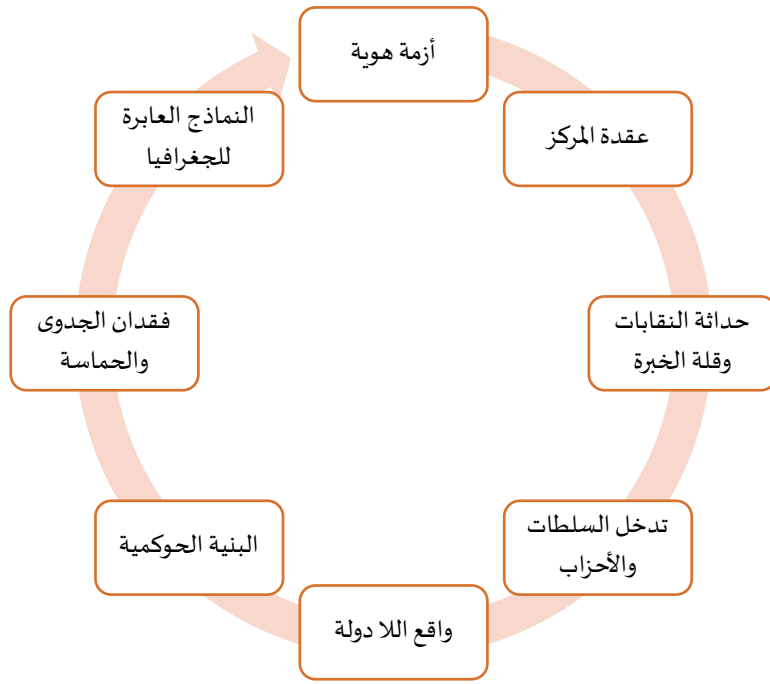 أزمة هوية
عقدة المركز
حداثة النقابات
وقلة الخبرة
تدخل السلطات
والأحزاب
واقع اللا دولة
البنية الحوكمية
فقدان الجدوى
والحماسة
النماذج العابرة
للجغرافيا